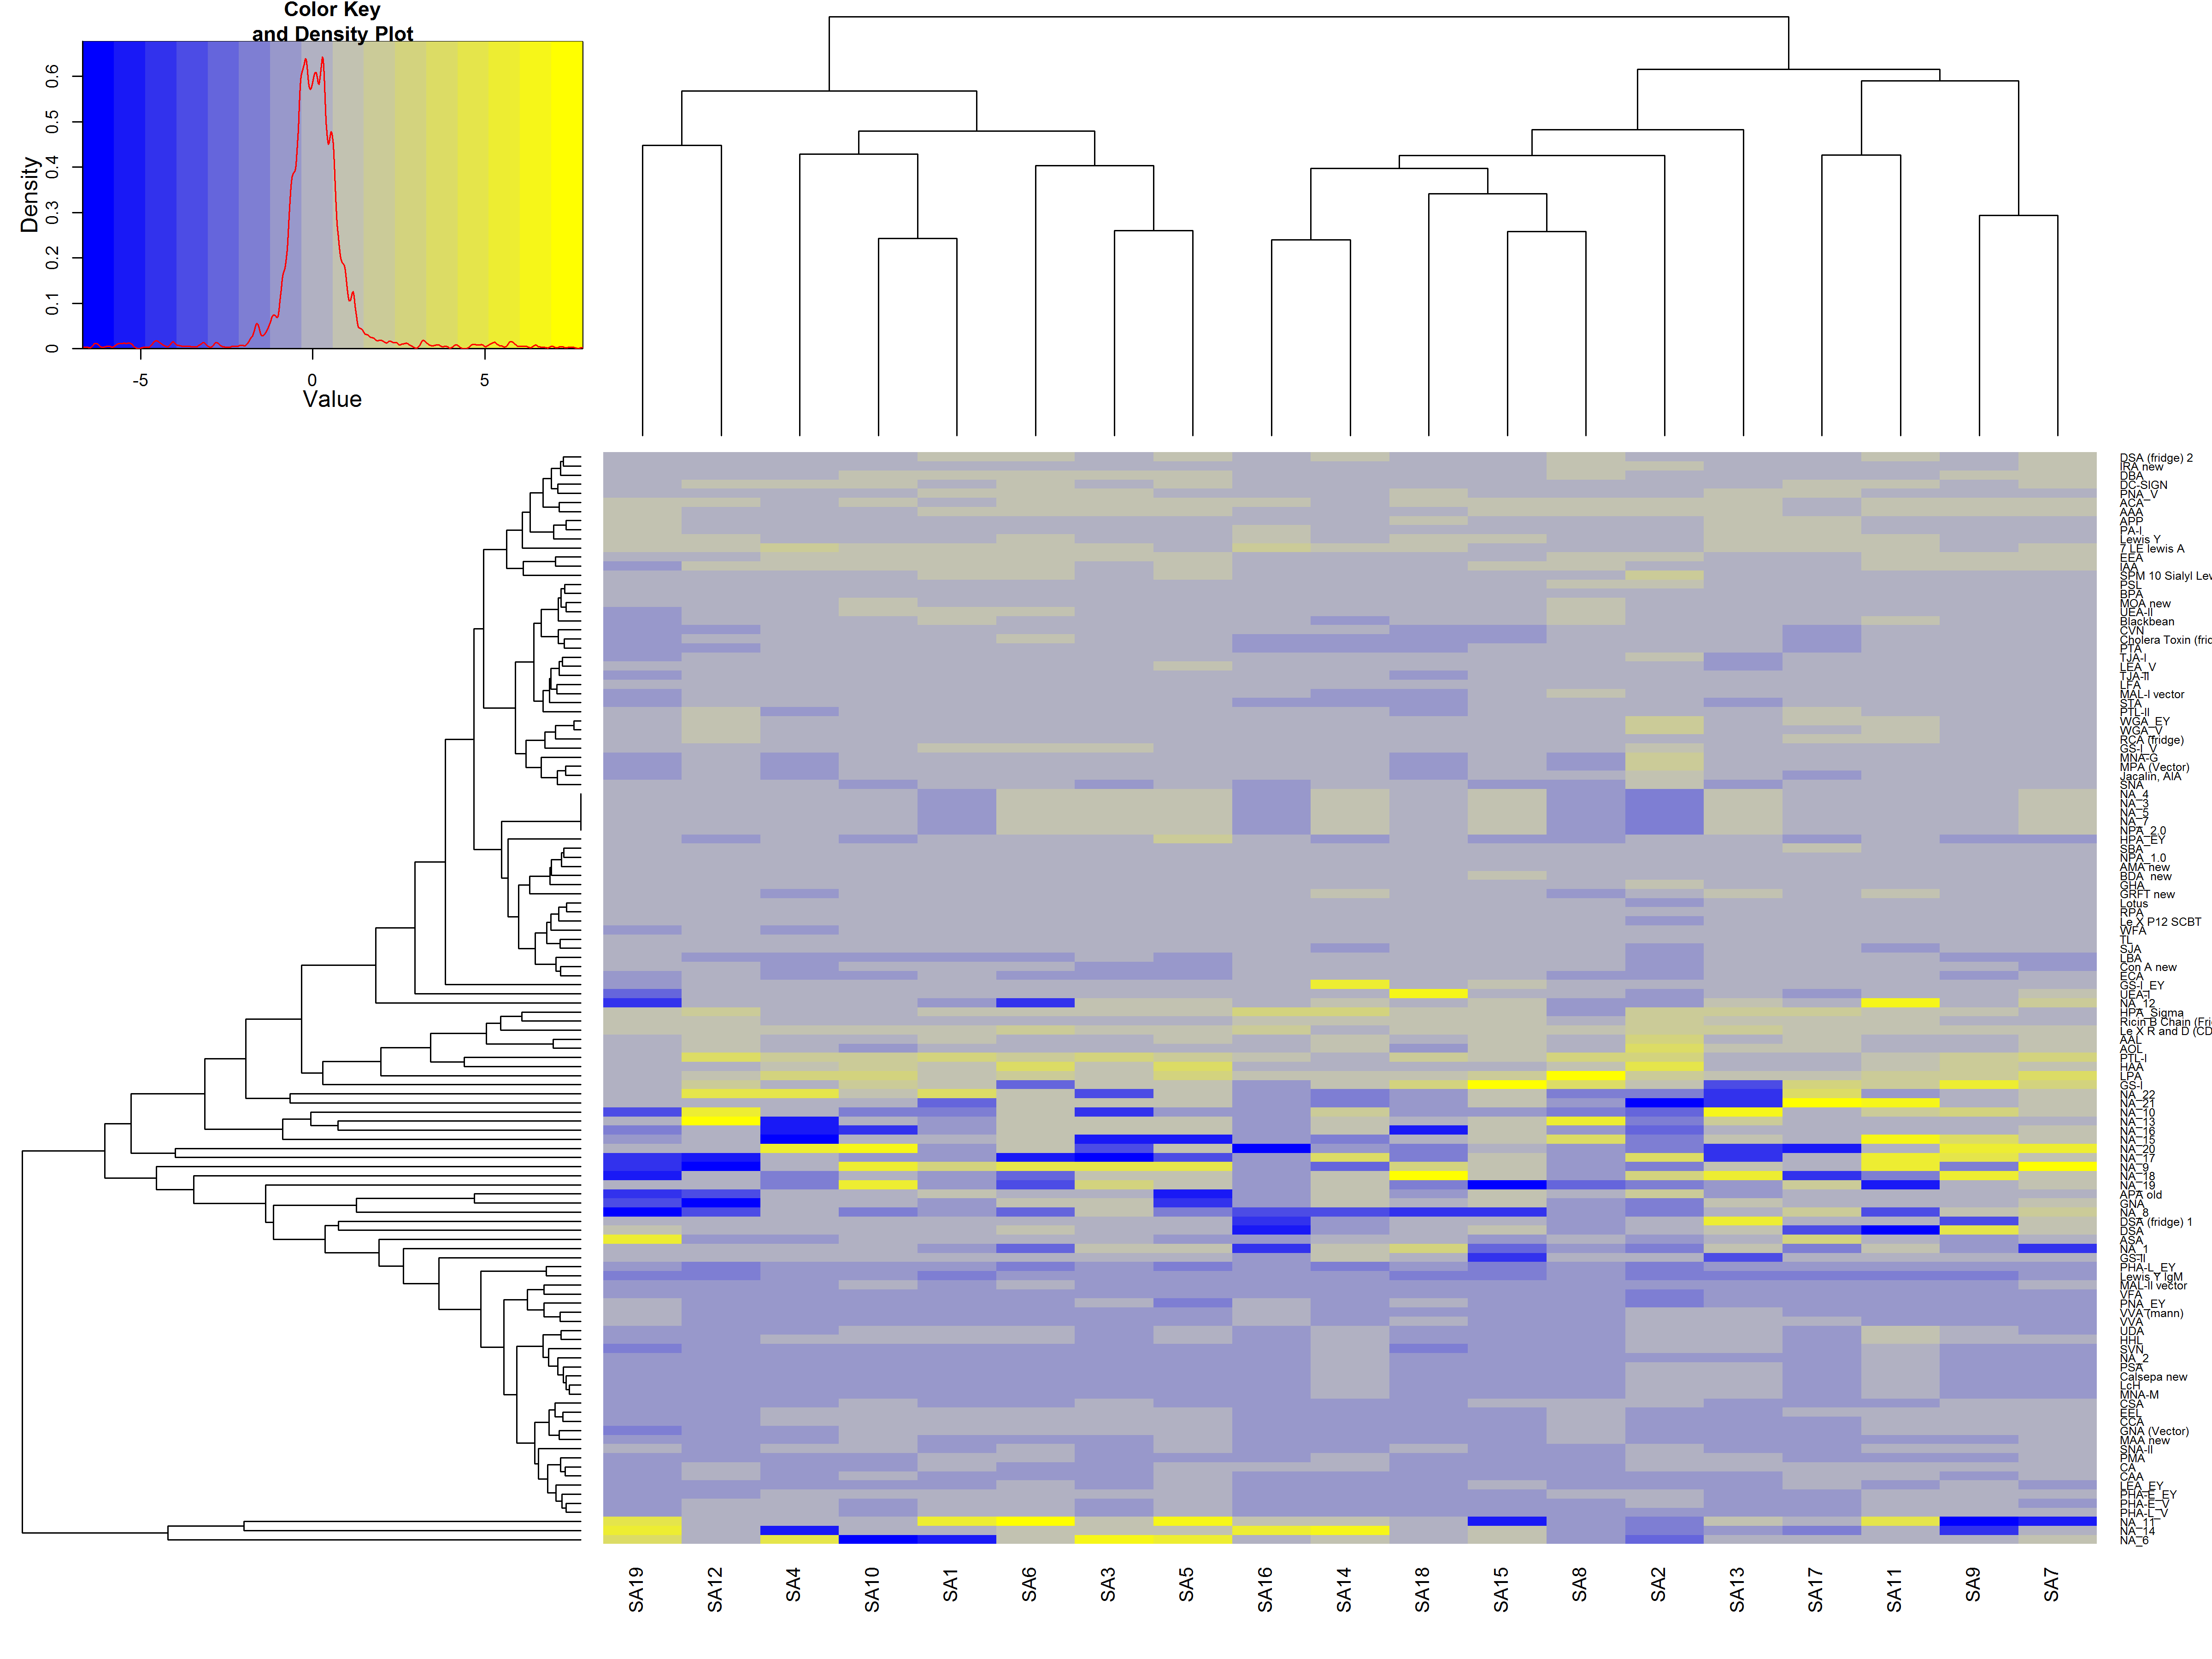 Color Key
and Density Plot
Density
0
0.1
0.2
0.3
0.4
0.5
0.6
-5
0
5
Value
DSA (fridge) 2
IRA new
DBA
DC-SIGN
PNA_V
ACA
AAA
APP
PA-I
Lewis Y
7 LE lewis A
EEA
IAA
SPM 10 Sialyl Lew
PSL
BPA
MOA new
UEA-II
Blackbean
CVN
Cholera Toxin (frid
PTA
TJA-I
LEA_V
TJA-II
LFA
MAL-I vector
STA
PTL-II
WGA_EY
WGA_V
RCA (fridge)
GS-I_V
MNA-G
MPA (Vector)
Jacalin, AIA
SNA
NA_4
NA_3
NA_5
NA_7
NPA_2.0
HPA_EY
SBA
NPA_1.0
AMA new
BDA new
GHA
GRFT new
Lotus
RPA
Le X P12 SCBT
WFA
TL
SJA
LBA
Con A new
ECA
GS-I_EY
UEA-I
NA_12
HPA_Sigma
Ricin B Chain (Fri
Le X R and D (CD
AAL
AOL
PTL-I
HAA
LPA
GS-I
NA_22
NA_21
NA_10
NA_13
NA_16
NA_15
NA_20
NA_17
NA_9
NA_18
NA_19
APA old
GNA
NA_8
DSA (fridge) 1
DSA
ASA
NA_1
GS-II
PHA-L_EY
Lewis Y IgM
MAL-II vector
VFA
PNA_EY
VVA (mann)
VVA
UDA
HHL
SVN
NA_2
PSA
Calsepa new
LcH
MNA-M
CSA
EEL
CCA
GNA (Vector)
MAA new
SNA-II
PMA
CA
CAA
LEA_EY
PHA-E_EY
PHA-E_V
PHA-L_V
NA_11
NA_14
NA_6
SA19
SA12
SA4
SA10
SA1
SA6
SA3
SA5
SA16
SA14
SA18
SA15
SA8
SA2
SA13
SA17
SA11
SA9
SA7